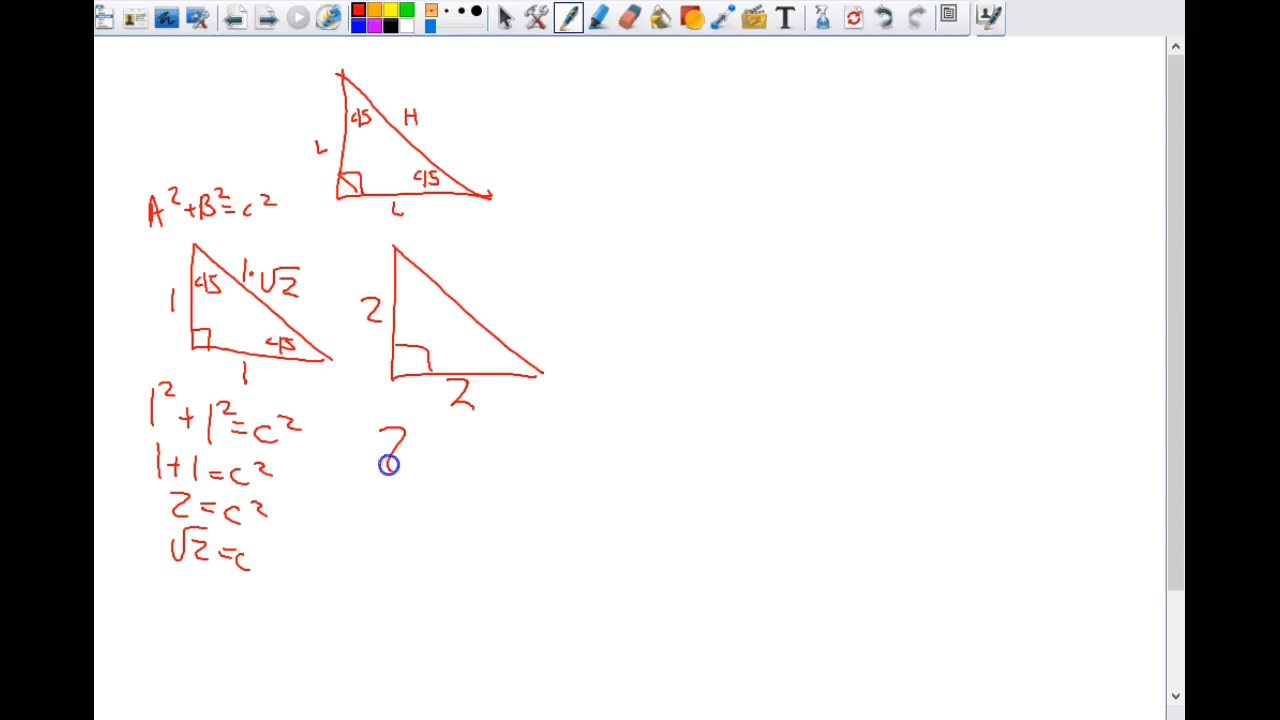 45 H
L
45
L
A²+B²=c²
45 1·√2
1
45
1
2
2
1²+1²=c²
1+1=c²
2=c²
√2=c
2